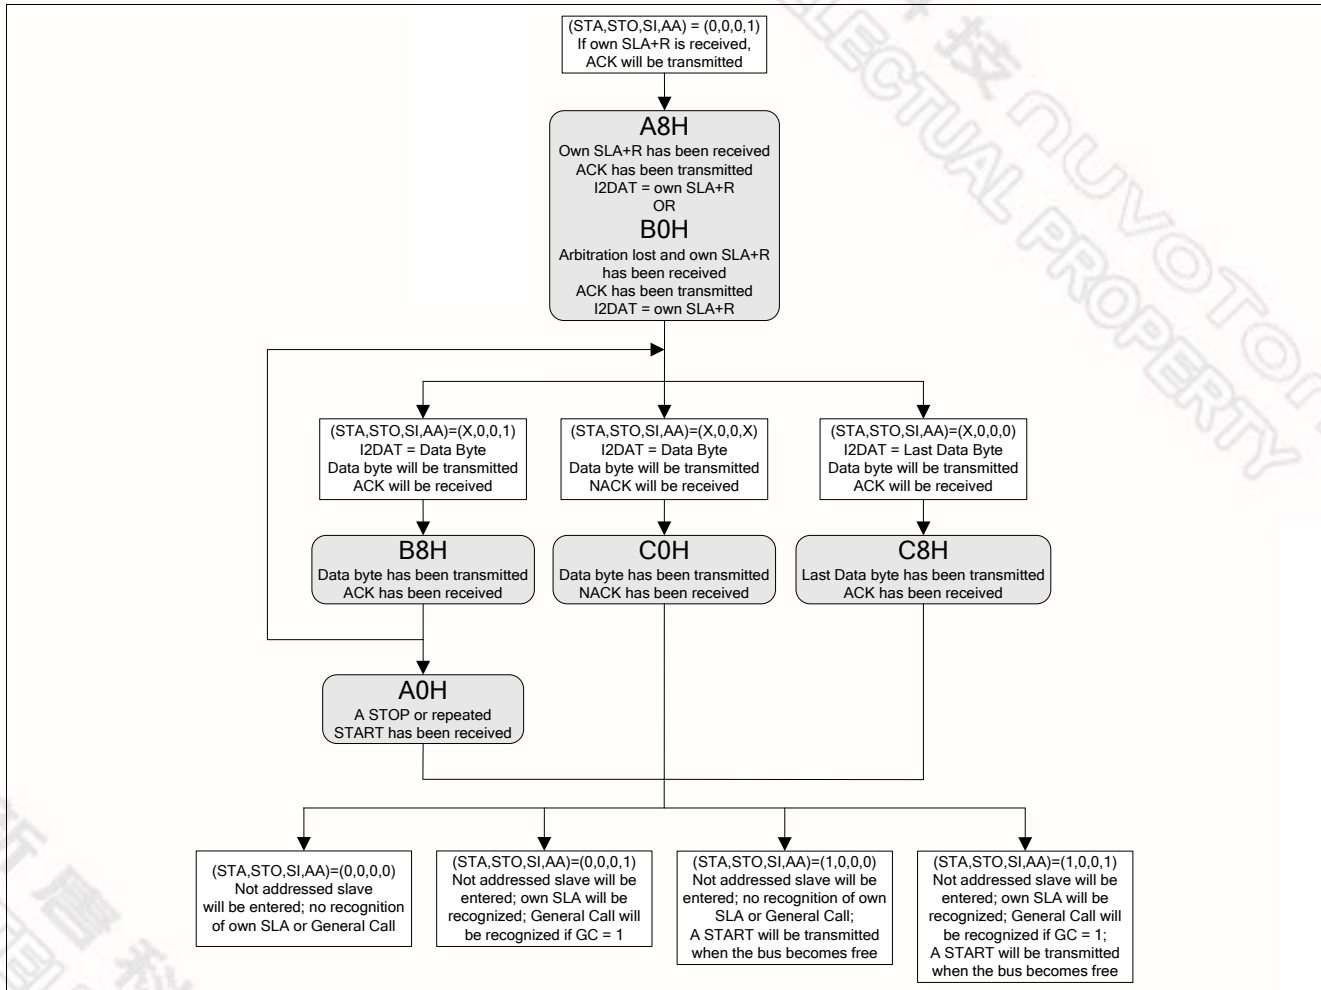 (STA,STO,SI,AA) = (0,0,0,1)
If own SLA+R is received,
ACK will be transmitted
A8H
Own SLA+R has been received
ACK has been transmitted
I2DAT = own SLA+R
OR
B0H
Arbitration lost and own SLA+R
has been received
ACK has been transmitted
I2DAT = own SLA+R
(STA,STO,SI,AA)=(X,0,0,1)
I2DAT = Data Byte
Data byte will be transmitted
ACK will be received
(STA,STO,SI,AA)=(X,0,0,X)
I2DAT = Data Byte
Data byte will be transmitted
NACK will be received
(STA,STO,SI,AA)=(X,0,0,0)
I2DAT = Last Data Byte
Data byte will be transmitted
ACK will be received
B8H
Data byte has been transmitted
ACK has been received
C0H
Data byte has been transmitted
NACK has been received
C8H
Last Data byte has been transmitted
ACK has been received
A0H
A STOP or repeated
START has been received
(STA,STO,SI,AA)=(0,0,0,0)
Not addressed slave
will be entered; no recognition
of own SLA or General Call
(STA,STO,SI,AA)=(0,0,0,1)
Not addressed slave will be
entered; own SLA will be
recognized; General Call will
be recognized if GC = 1
(STA,STO,SI,AA)=(1,0,0,0)
Not addressed slave will be
entered; no recognition of own
SLA or General Call;
A START will be transmitted
when the bus becomes free
(STA,STO,SI,AA)=(1,0,0,1)
Not addressed slave will be
entered; own SLA will be
recognized; General Call will
be recognized if GC = 1;
A START will be transmitted
when the bus becomes free
技 nuvoTon
PROPERTY